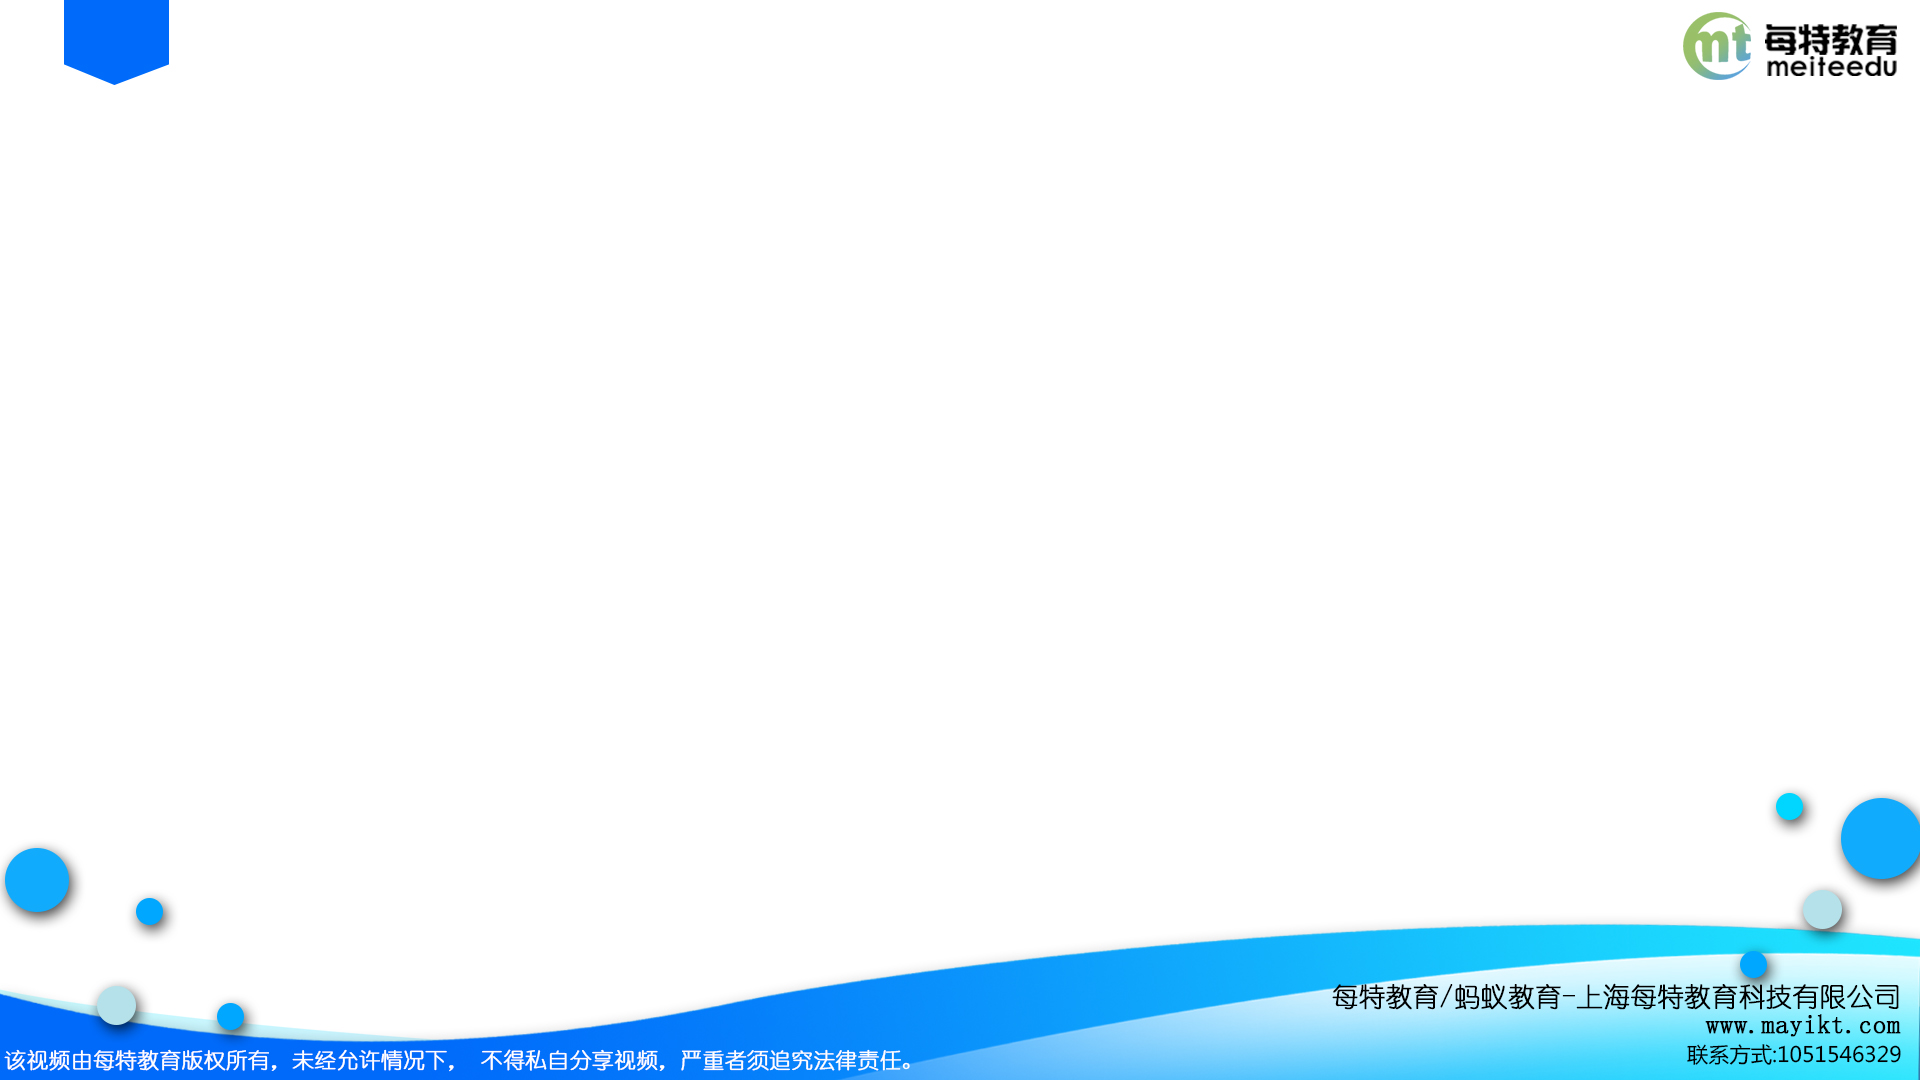 mt 每特教育
meiteedu
每特教育/蚂蚁教育-上海每特教育科技有限公司
www.mayikt.com
联系方式:1051546329
该视频由每特教育版权所有，未经允许情况下， 不得私自分享视频，严重者须追究法律责任。